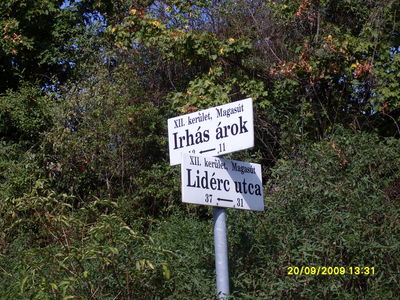 XII. kerület, Magasút
Irhás árok
11
XII. kerület, Magasút
Lidérc utca
37 ← 31
20/09/2009 13:31